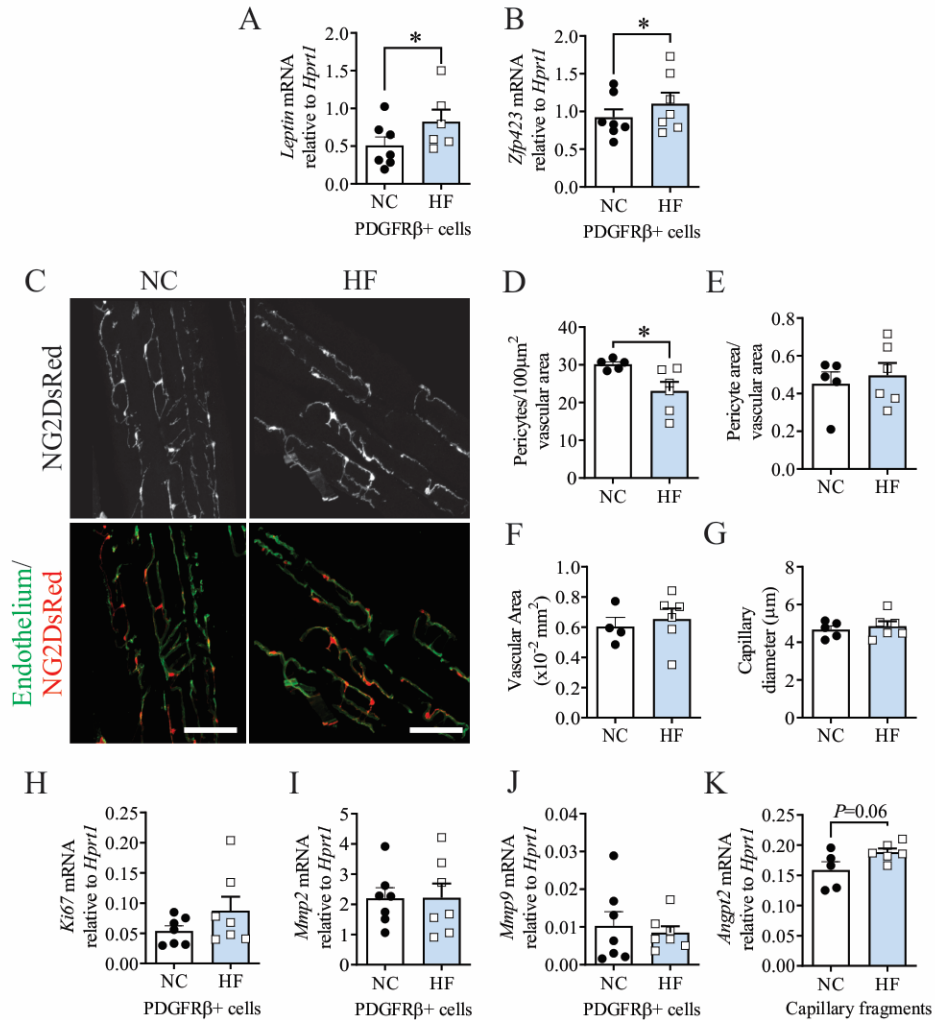 A
Leptin mRNA
relative to Hprt1
1.5
1.0
0.5
0.0
*
NC
HF
PDGFRβ+ cells
B
Zfp423 mRNA
relative to Hprt1
2.0
1.5
1.0
0.5
0.0
*
NC
HF
PDGFRβ+ cells
C
NC
HF
NG2DsRed
Endothelium/
NG2DsRed
D
Pericytes/100µm²
vascular area
40
30
20
10
0
*
NC
HF
E
Pericyte area/
vascular area
0.8
0.6
0.4
0.2
0.0
NC
HF
F
Vascular Area
(x10⁻² mm²)
1.0
0.8
0.6
0.4
0.2
0.0
NC
HF
G
Capillary
diameter (µm)
8
6
4
2
0
NC
HF
H
Ki67 mRNA
relative to Hprt1
0.25
0.20
0.15
0.10
0.05
0.00
NC
HF
PDGFRβ+ cells
I
Mmp2 mRNA
relative to Hprt1
5
4
3
2
1
0
NC
HF
PDGFRβ+ cells
J
Mmp9 mRNA
relative to Hprt1
0.04
0.03
0.02
0.01
0.00
NC
HF
PDGFRβ+ cells
K
Angpt2 mRNA
relative to Hprt1
0.25
0.20
0.15
0.10
0.05
0.00
P=0.06
NC
HF
Capillary fragments